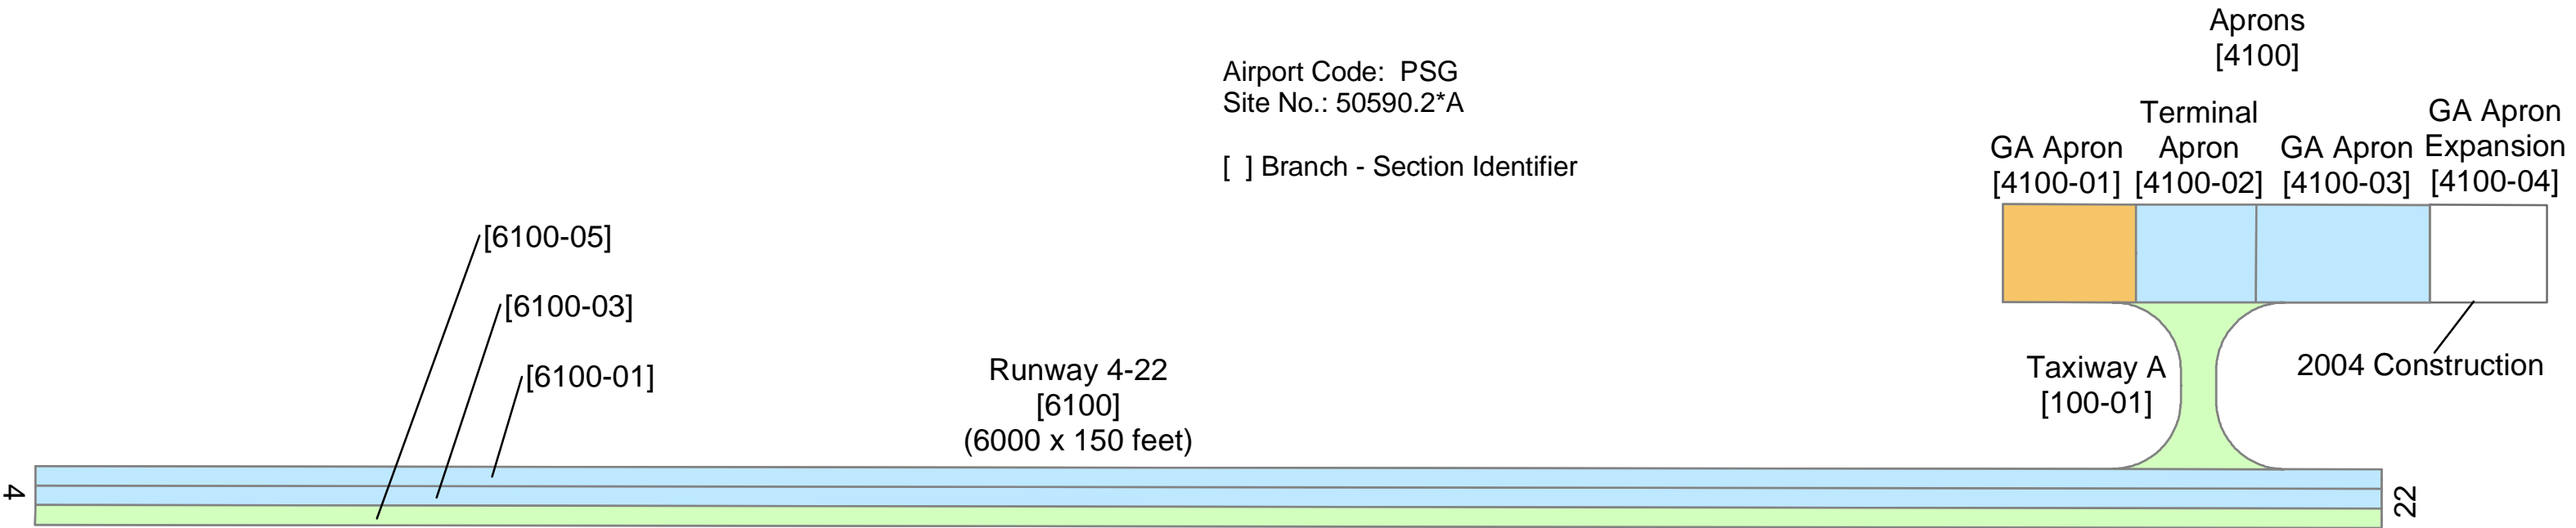 Aprons
[4100]
Airport Code:  PSG
Site No.: 50590.2*A
[  ] Branch - Section Identifier
GA Apron
[4100-01]
Terminal
Apron
[4100-02]
GA Apron
[4100-03]
GA Apron
Expansion
[4100-04]
[6100-05]
[6100-03]
[6100-01]
Runway 4-22
[6100]
(6000 x 150 feet)
Taxiway A
[100-01]
2004 Construction
4
22